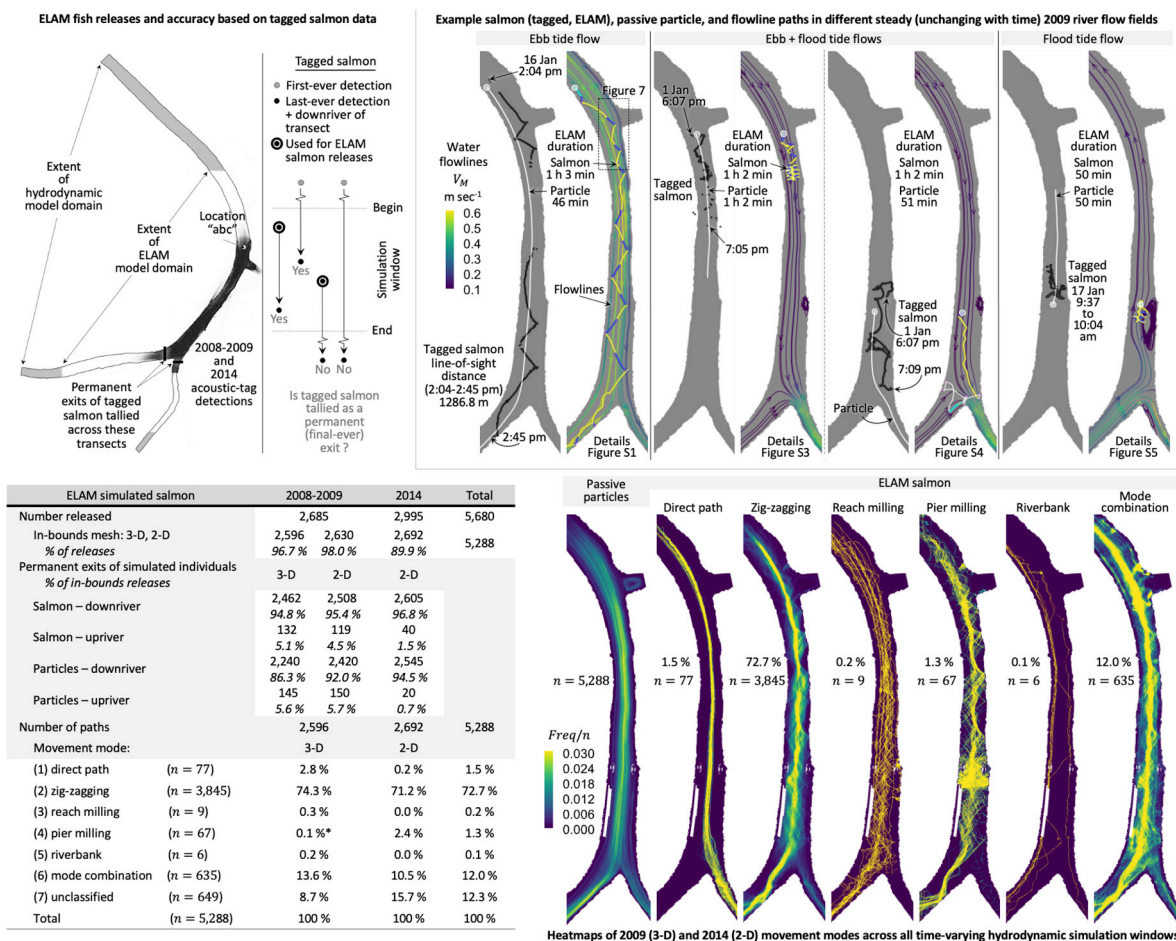 ELAM fish releases and accuracy based on tagged salmon data
Extent
of
hydrodynamic
model domain
Extent
of
ELAM
model domain
Location
"abc"
2008-2009
and
2014
acoustic-tag
detections
Permanent
exits of tagged
salmon tallied
across these
transects
Tagged salmon
First-ever detection
Last-ever detection
+ downriver of
transect
Used for ELAM
salmon releases
Begin
Simulation
window
End
Yes
Yes
No
No
Is tagged salmon
tallied as a
permanent
(final-ever)
exit ?
Example salmon (tagged, ELAM), passive particle, and flowline paths in different steady (unchanging with time) 2009 river flow fields
Ebb tide flow
Ebb + flood tide flows
Flood tide flow
16 Jan
2:04 pm
Figure 7
ELAM
duration
Salmon
1 h 3 min
Particle
46 min
Water
flowlines
V_M
m sec⁻¹
0.6
0.5
0.4
0.3
0.2
0.1
Flowlines
Tagged salmon
line-of-sight
distance
(2:04-2:45 pm)
1286.8 m
2:45 pm
Details
Figure S1
1 Jan
6:07 pm
Tagged
salmon
ELAM
duration
Salmon
1 h 2 min
Particle
1 h 2 min
7:05 pm
Details
Figure S3
ELAM
duration
Salmon
1 h 2 min
Particle
51 min
Tagged
salmon
1 Jan
6:07 pm
7:09 pm
Particle
Details
Figure S4
ELAM
duration
Salmon
50 min
Particle
50 min
Tagged
salmon
17 Jan
9:37
to
10:04
am
Details
Figure S5
ELAM simulated salmon 2008-2009 2014 Total
Number released 2,685 2,995 5,680
In-bounds mesh: 3-D, 2-D 2,596 2,630 2,692 5,288
% of releases 96.7 % 98.0 % 89.9 %
Permanent exits of simulated individuals
% of in-bounds releases 3-D 2-D 2-D
Salmon – downriver 2,462 2,508 2,605
94.8 % 95.4 % 96.8 %
Salmon – upriver 132 119 40
5.1 % 4.5 % 1.5 %
Particles – downriver 2,240 2,420 2,545
86.3 % 92.0 % 94.5 %
Particles – upriver 145 150 20
5.6 % 5.7 % 0.7 %
Number of paths 2,596 2,692 5,288
Movement mode: 3-D 2-D
(1) direct path (n = 77) 2.8 % 0.2 % 1.5 %
(2) zig-zagging (n = 3,845) 74.3 % 71.2 % 72.7 %
(3) reach milling (n = 9) 0.3 % 0.0 % 0.2 %
(4) pier milling (n = 67) 0.1 %* 2.4 % 1.3 %
(5) riverbank (n = 6) 0.2 % 0.0 % 0.1 %
(6) mode combination (n = 635) 13.6 % 10.5 % 12.0 %
(7) unclassified (n = 649) 8.7 % 15.7 % 12.3 %
Total (n = 5,288) 100 % 100 % 100 %
Passive
particles
ELAM salmon
Direct path
Zig-zagging
Reach milling
Pier milling
Riverbank
Mode
combination
n = 5,288
1.5 %
n = 77
72.7 %
n = 3,845
0.2 %
n = 9
1.3 %
n = 67
0.1 %
n = 6
12.0 %
n = 635
Freq/n
0.030
0.024
0.018
0.012
0.006
0.000
Heatmaps of 2009 (3-D) and 2014 (2-D) movement modes across all time-varying hydrodynamic simulation windows